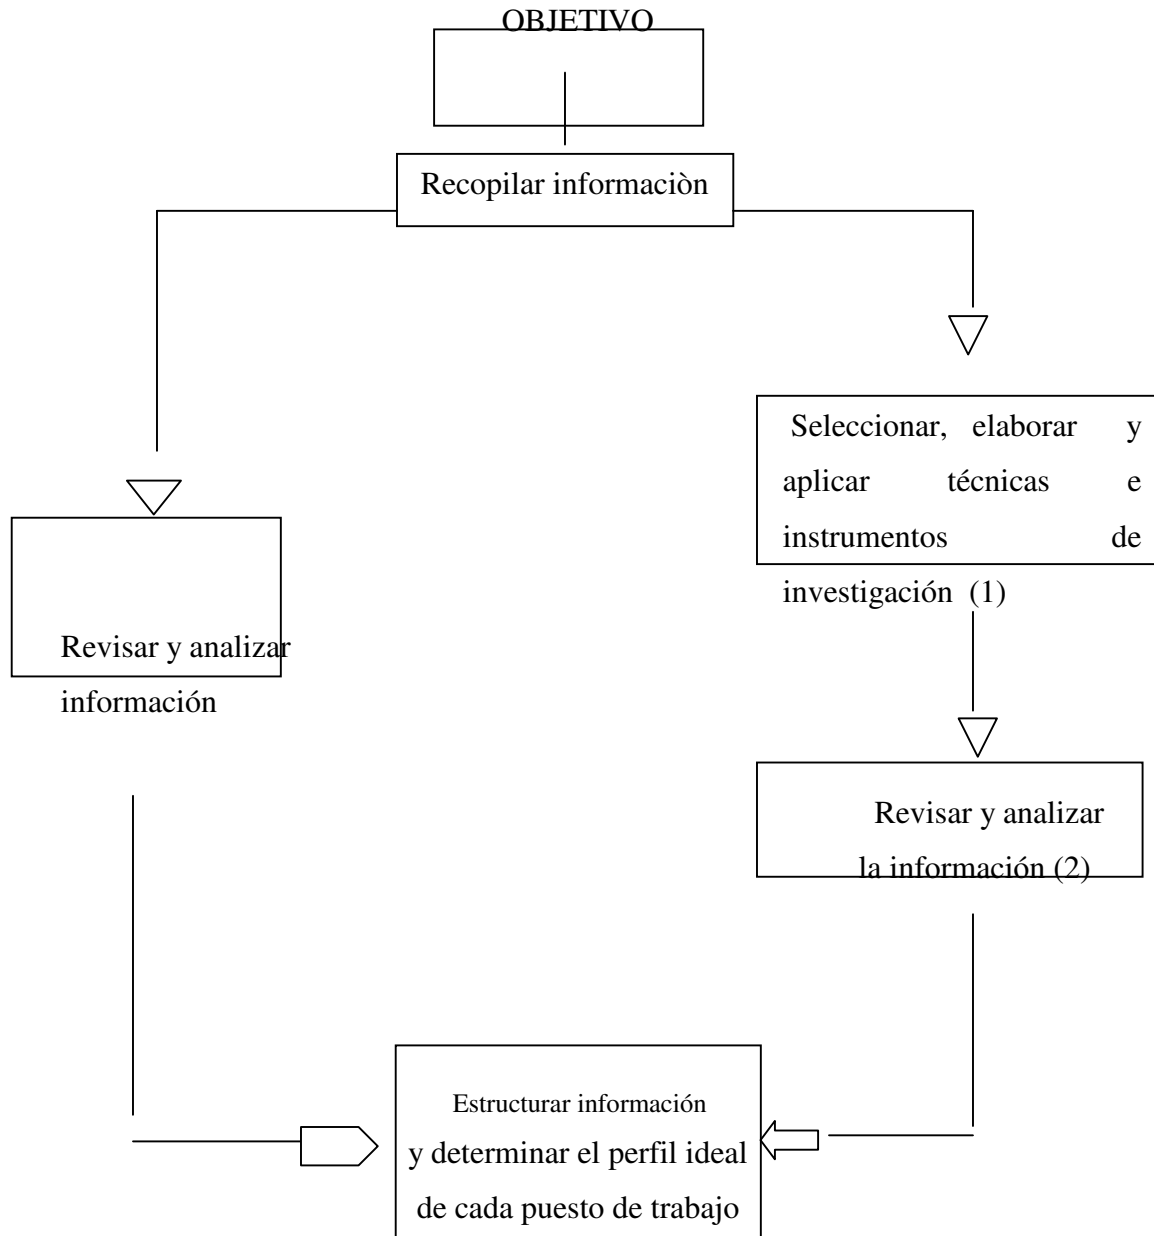 OBJETIVO
Recopilar informaciòn
Seleccionar, elaborar y
aplicar técnicas e
instrumentos de
investigación (1)
Revisar y analizar
información
Revisar y analizar
la información (2)
Estructurar información
y determinar el perfil ideal
de cada puesto de trabajo